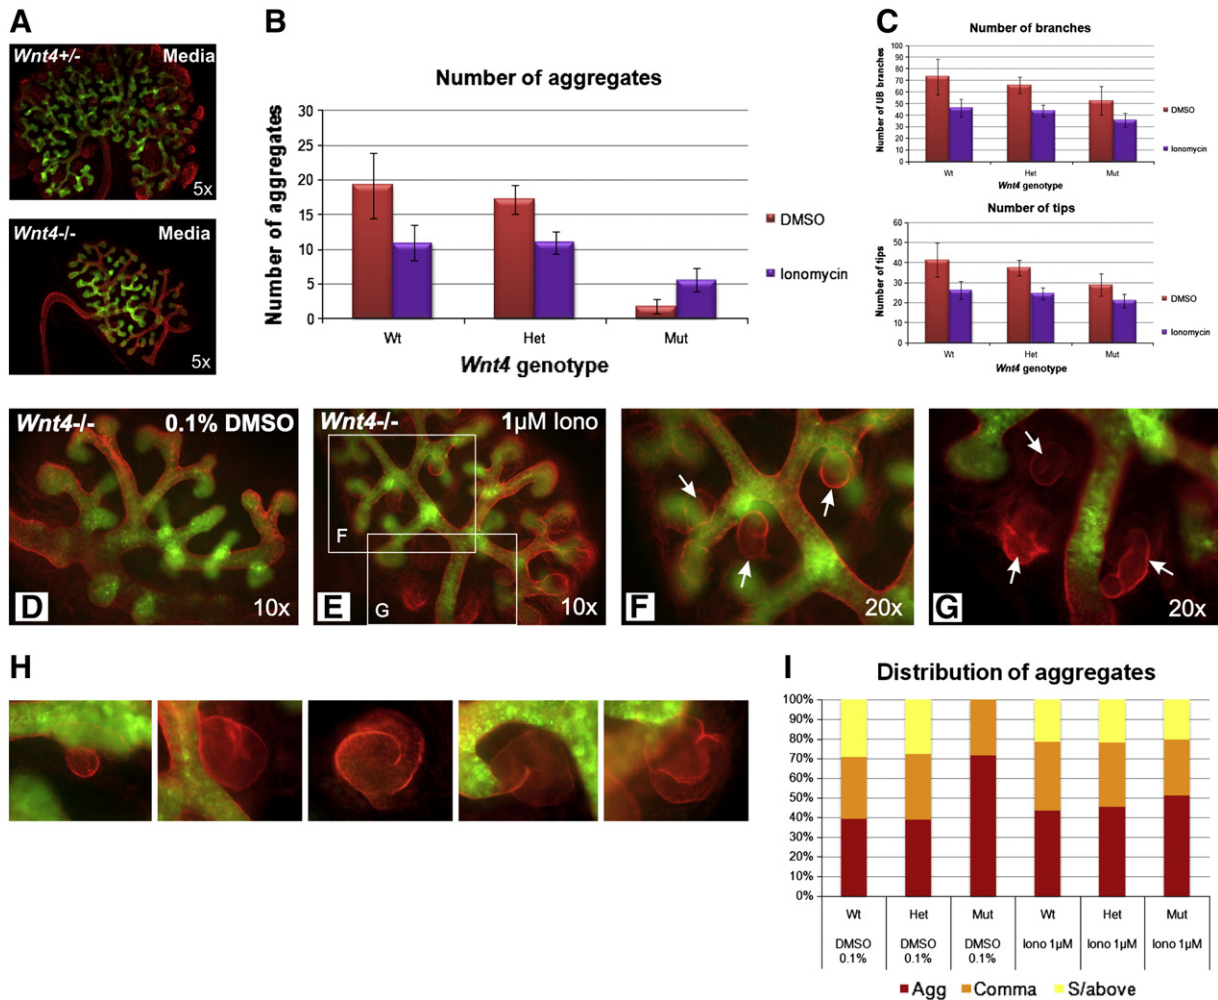 A
Wnt4+/- Media
5x
Wnt4-/- Media
5x
B
Number of aggregates
Number of aggregates
30
25
20
15
10
5
0
Wt Het Mut
Wnt4 genotype
DMSO
Ionomycin
C
Number of branches
Number of UB branches
100
90
80
70
60
50
40
30
20
10
0
Wt Het Mut
Wnt4 genotype
DMSO
Ionomycin
Number of tips
Number of tips
60
50
40
30
20
10
0
Wt Het Mut
Wnt4 genotype
DMSO
Ionomycin
Wnt4-/- 0.1% DMSO
D 10x
Wnt4-/- 1µM Iono
F
G
E 10x
F 20x
G 20x
H
I
Distribution of aggregates
100%
90%
80%
70%
60%
50%
40%
30%
20%
10%
0%
Wt Het Mut Wt Het Mut
DMSO 0.1% DMSO 0.1% DMSO 0.1% Iono 1µM Iono 1µM Iono 1µM
Agg Comma S/above